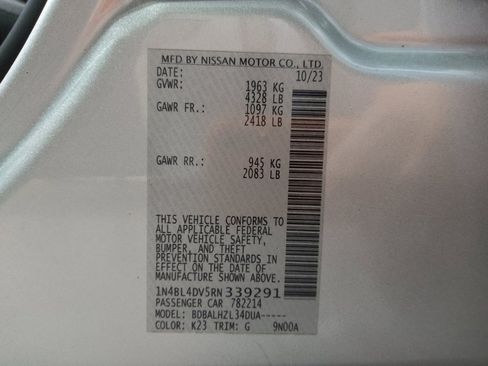 MFD BY NISSAN MOTOR CO., LTD.
DATE: 10/23
GVWR: 1963 KG
4328 LB
GAWR FR.: 1097 KG
2418 LB
GAWR RR.: 945 KG
2083 LB
THIS VEHICLE CONFORMS TO
ALL APPLICABLE FEDERAL
MOTOR VEHICLE SAFETY,
BUMPER, AND THEFT
PREVENTION STANDARDS IN
EFFECT ON THE DATE OF
MANUFACTURE SHOWN ABOVE.
1N4BL4DV5RN339291
PASSENGER CAR 782214
MODEL: BDBALHZL34DUA-----
COLOR: K23 TRIM: G 9N00A